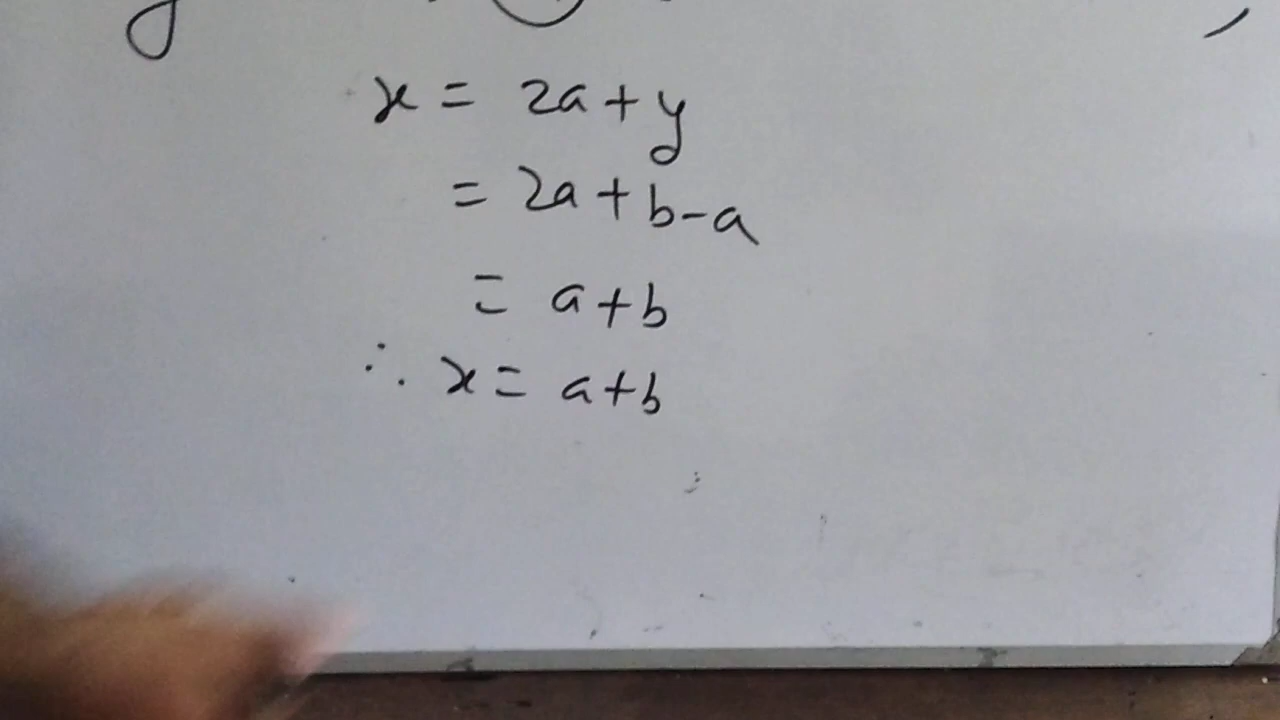 x = 2a + y
= 2a + b - a
= a + b
∴ x = a + b